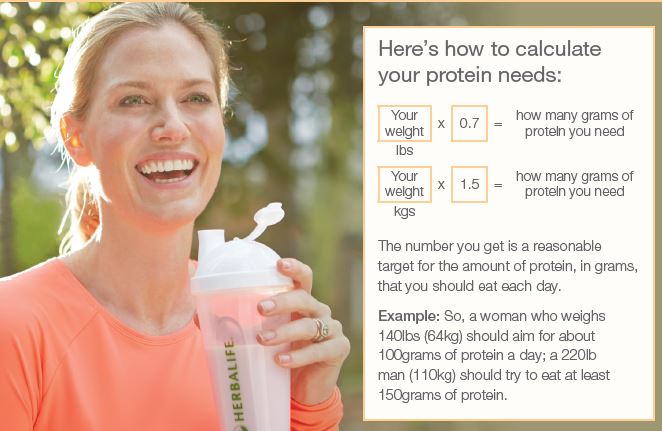 Here's how to calculate
your protein needs:
Your weight x 0.7 = how many grams of protein you need
lbs
Your weight x 1.5 = how many grams of protein you need
kgs
The number you get is a reasonable
target for the amount of protein, in grams,
that you should eat each day.
Example: So, a woman who weighs
140lbs (64kg) should aim for about
100grams of protein a day; a 220lb
man (110kg) should try to eat at least
150grams of protein.
HERBALIFE